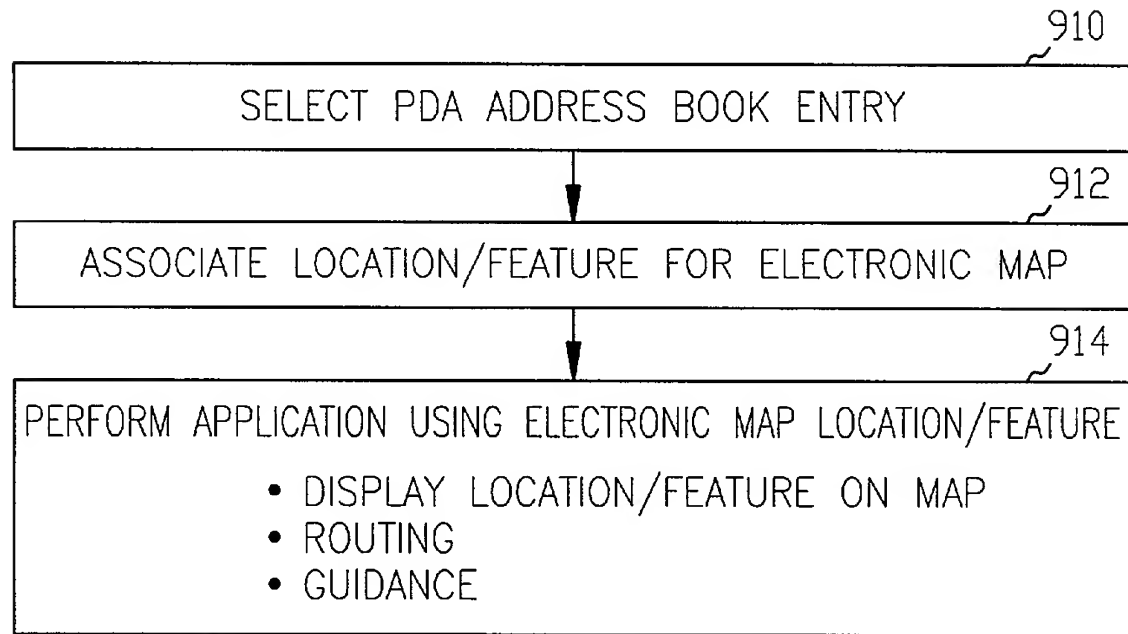 910
SELECT PDA ADDRESS BOOK ENTRY
912
ASSOCIATE LOCATION/FEATURE FOR ELECTRONIC MAP
914
PERFORM APPLICATION USING ELECTRONIC MAP LOCATION/FEATURE
• DISPLAY LOCATION/FEATURE ON MAP
• ROUTING
• GUIDANCE